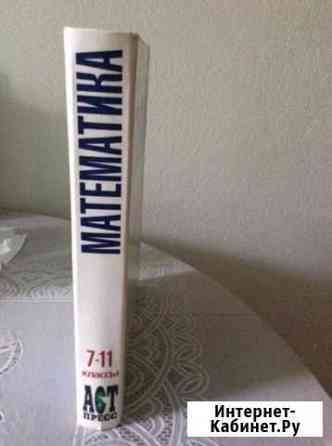 МАТЕМАТИКА
7-11
классы
АСТ
ПРЕСС
Интернет-
Кабинет.Ру